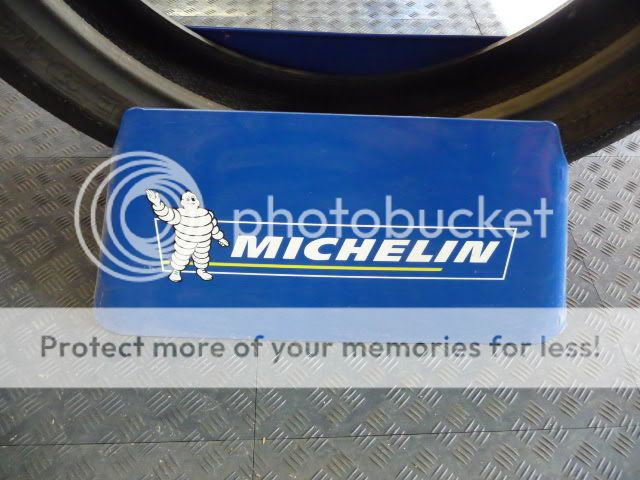 photobucket
MICHELIN
Protect more of your memories for less!